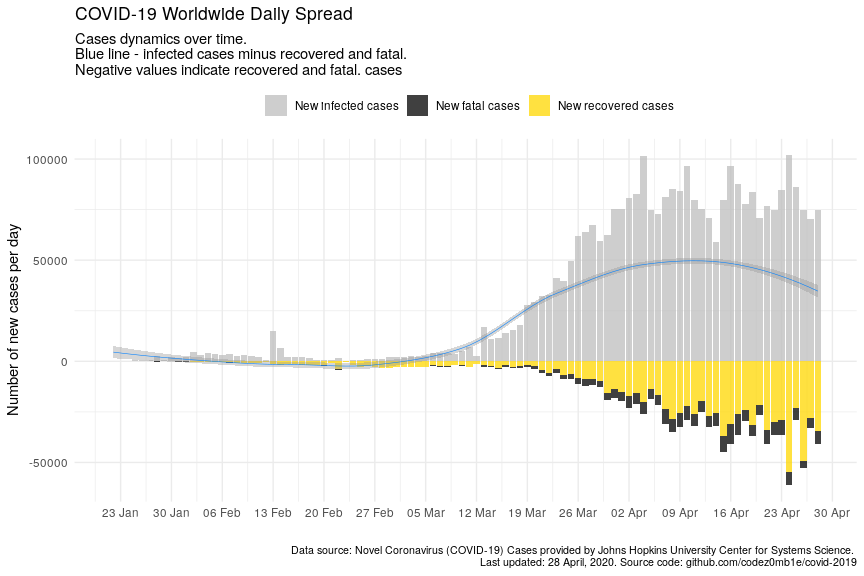 COVID-19 Worldwide Daily Spread
Cases dynamics over time.
Blue line - infected cases minus recovered and fatal.
Negative values indicate recovered and fatal. cases
New infected cases New fatal cases New recovered cases
Number of new cases per day
100000
50000
0
-50000
23 Jan 30 Jan 06 Feb 13 Feb 20 Feb 27 Feb 05 Mar 12 Mar 19 Mar 26 Mar 02 Apr 09 Apr 16 Apr 23 Apr 30 Apr
Data source: Novel Coronavirus (COVID-19) Cases provided by Johns Hopkins University Center for Systems Science.
Last updated: 28 April, 2020. Source code: github.com/codez0mb1e/covid-2019